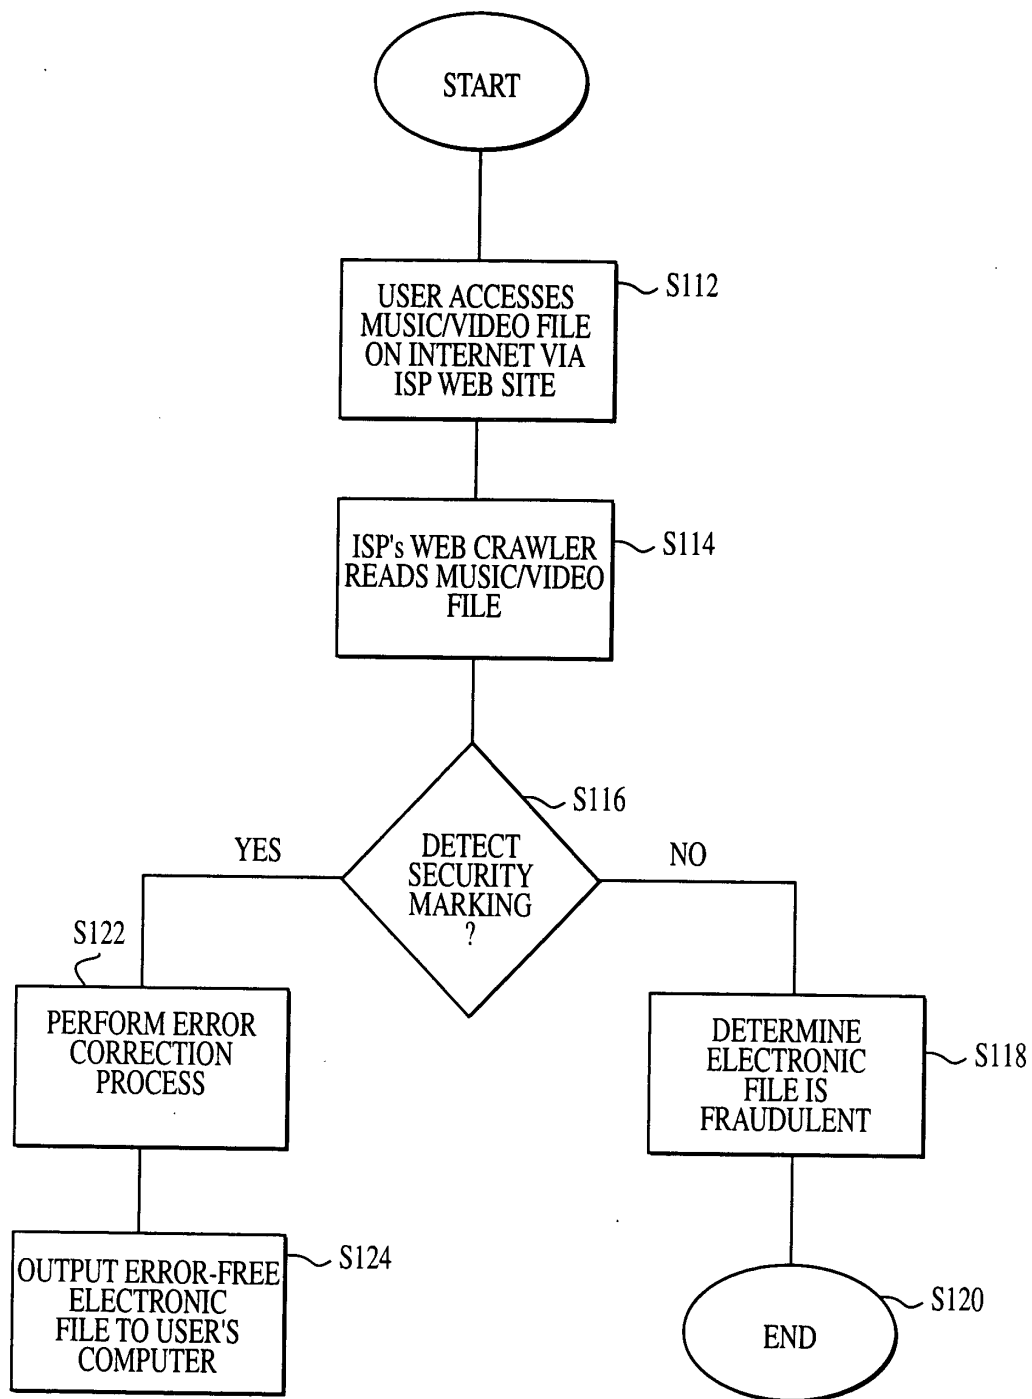 START
USER ACCESSES
MUSIC/VIDEO FILE
ON INTERNET VIA
ISP WEB SITE
S112
ISP's WEB CRAWLER
READS MUSIC/VIDEO
FILE
S114
DETECT
SECURITY
MARKING
?
S116
YES
NO
S122
PERFORM ERROR
CORRECTION
PROCESS
DETERMINE
ELECTRONIC
FILE IS
FRAUDULENT
S118
OUTPUT ERROR-FREE
ELECTRONIC
FILE TO USER'S
COMPUTER
S124
END
S120